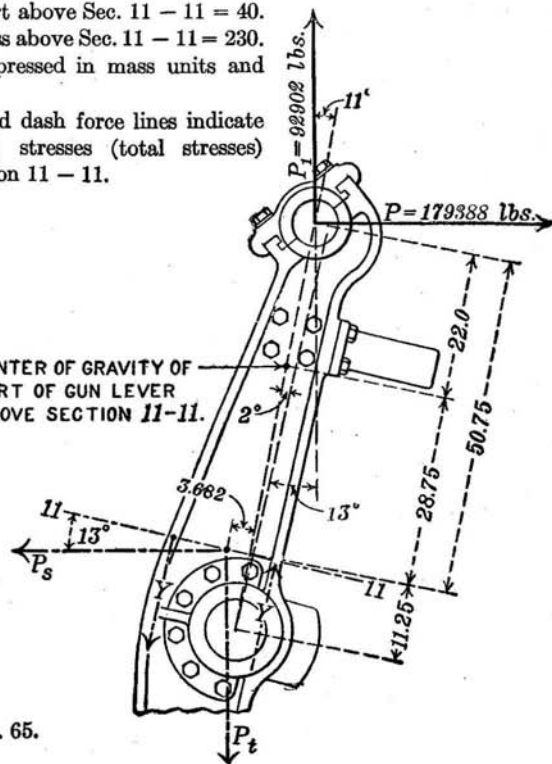 rt above Sec. 11 – 11 = 40.
ss above Sec. 11 – 11 = 230.
pressed in mass units and
d dash force lines indicate
stresses (total stresses)
on 11 – 11.
P₁=92902 lbs.
11°
P=179388 lbs.
22.0
50.75
NTER OF GRAVITY OF
RT OF GUN LEVER
OVE SECTION 11-11.
2°
28.75
3.662
13°
11
13°
Pₛ
11
Y
Y
11.25
. 65.
Pₜ